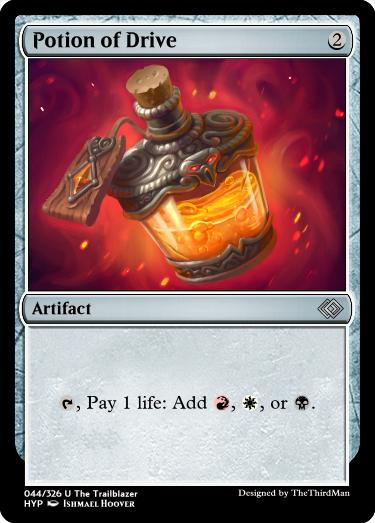 Potion of Drive 2
Artifact
, Pay 1 life: Add , , or .
044/326 U The Trailblazer
HYP Ishmael Hoover
Designed by TheThirdMan